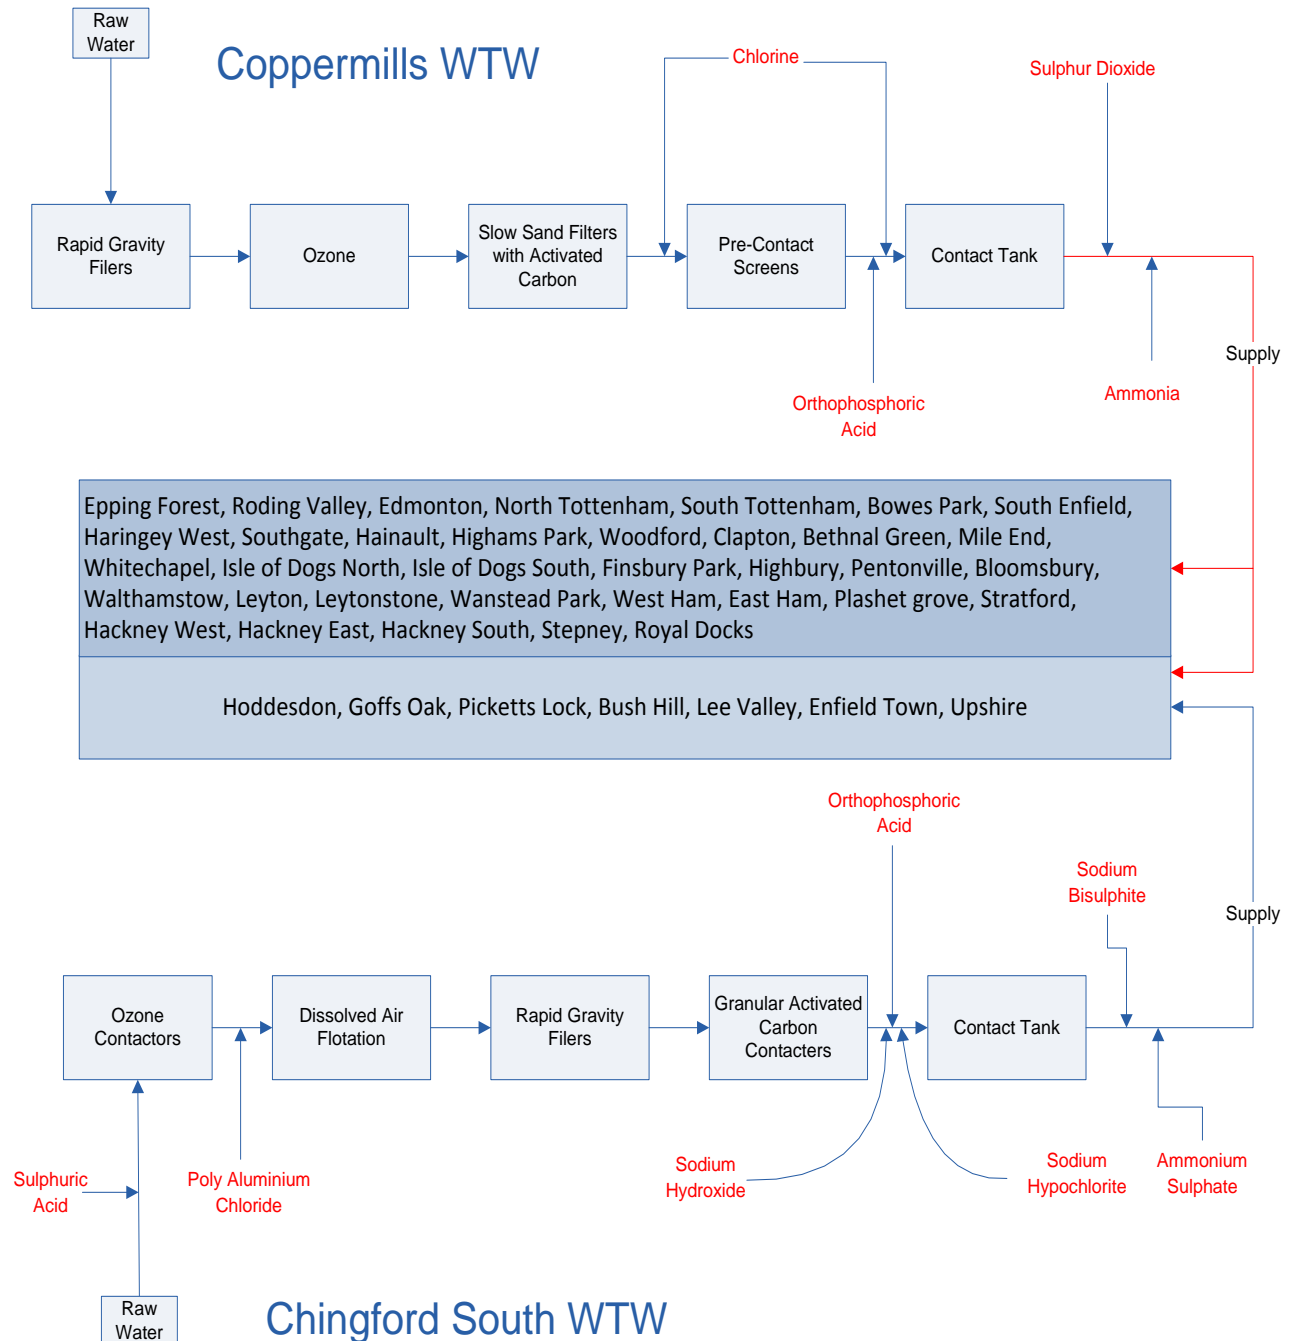 Raw
Water
Coppermills WTW
Chlorine
Sulphur Dioxide
Rapid Gravity
Filers
Ozone
Slow Sand Filters
with Activated
Carbon
Pre-Contact
Screens
Contact Tank
Supply
Orthophosphoric
Acid
Ammonia
Epping Forest, Roding Valley, Edmonton, North Tottenham, South Tottenham, Bowes Park, South Enfield,
Haringey West, Southgate, Hainault, Highams Park, Woodford, Clapton, Bethnal Green, Mile End,
Whitechapel, Isle of Dogs North, Isle of Dogs South, Finsbury Park, Highbury, Pentonville, Bloomsbury,
Walthamstow, Leyton, Leytonstone, Wanstead Park, West Ham, East Ham, Plashet grove, Stratford,
Hackney West, Hackney East, Hackney South, Stepney, Royal Docks
Hoddesdon, Goffs Oak, Picketts Lock, Bush Hill, Lee Valley, Enfield Town, Upshire
Orthophosphoric
Acid
Sodium
Bisulphite
Supply
Ozone
Contactors
Dissolved Air
Flotation
Rapid Gravity
Filers
Granular Activated
Carbon
Contacters
Contact Tank
Sulphuric
Acid
Poly Aluminium
Chloride
Sodium
Hydroxide
Sodium
Hypochlorite
Ammonium
Sulphate
Raw
Water
Chingford South WTW